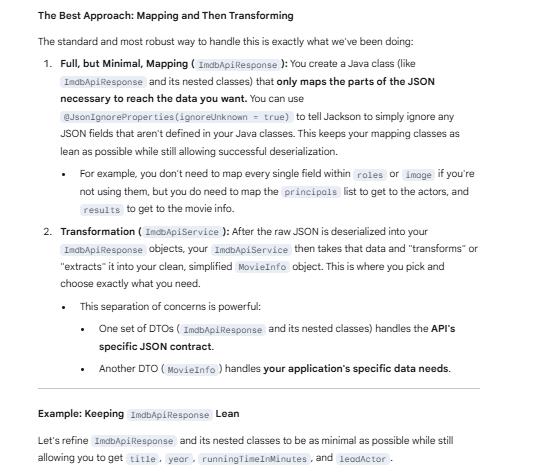 The Best Approach: Mapping and Then Transforming
The standard and most robust way to handle this is exactly what we've been doing:
1. Full, but Minimal, Mapping ( ImdbApiResponse ): You create a Java class (like
ImdbApiResponse and its nested classes) that only maps the parts of the JSON
necessary to reach the data you want. You can use
@JsonIgnoreProperties(ignoreUnknown = true) to tell Jackson to simply ignore any
JSON fields that aren't defined in your Java classes. This keeps your mapping classes as
lean as possible while still allowing successful deserialization.
• For example, you don't need to map every single field within roles or image if you're
not using them, but you do need to map the principals list to get to the actors, and
results to get to the movie info.
2. Transformation ( ImdbApiService ): After the raw JSON is deserialized into your
ImdbApiResponse objects, your ImdbApiService then takes that data and "transforms" or
"extracts" it into your clean, simplified MovieInfo object. This is where you pick and
choose exactly what you need.
• This separation of concerns is powerful:
• One set of DTOs ( ImdbApiResponse and its nested classes) handles the API's
specific JSON contract.
• Another DTO ( MovieInfo ) handles your application's specific data needs.
Example: Keeping ImdbApiResponse Lean
Let's refine ImdbApiResponse and its nested classes to be as minimal as possible while still
allowing you to get title , year , runningTimeInMinutes , and leadActor .